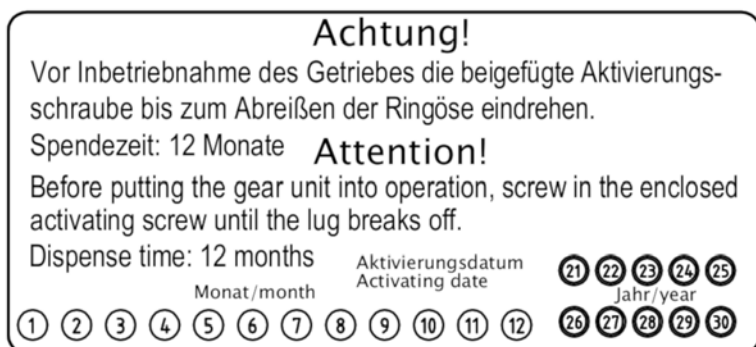 Achtung!
Vor Inbetriebnahme des Getriebes die beigefügte Aktivierungs-
schraube bis zum Abreißen der Ringöse eindrehen.
Spendezeit: 12 Monate Attention!
Before putting the gear unit into operation, screw in the enclosed
activating screw until the lug breaks off.
Dispense time: 12 months
Aktivierungsdatum
Activating date
21 22 23 24 25
Monat/month
Jahr/year
1 2 3 4 5 6 7 8 9 10 11 12 26 27 28 29 30